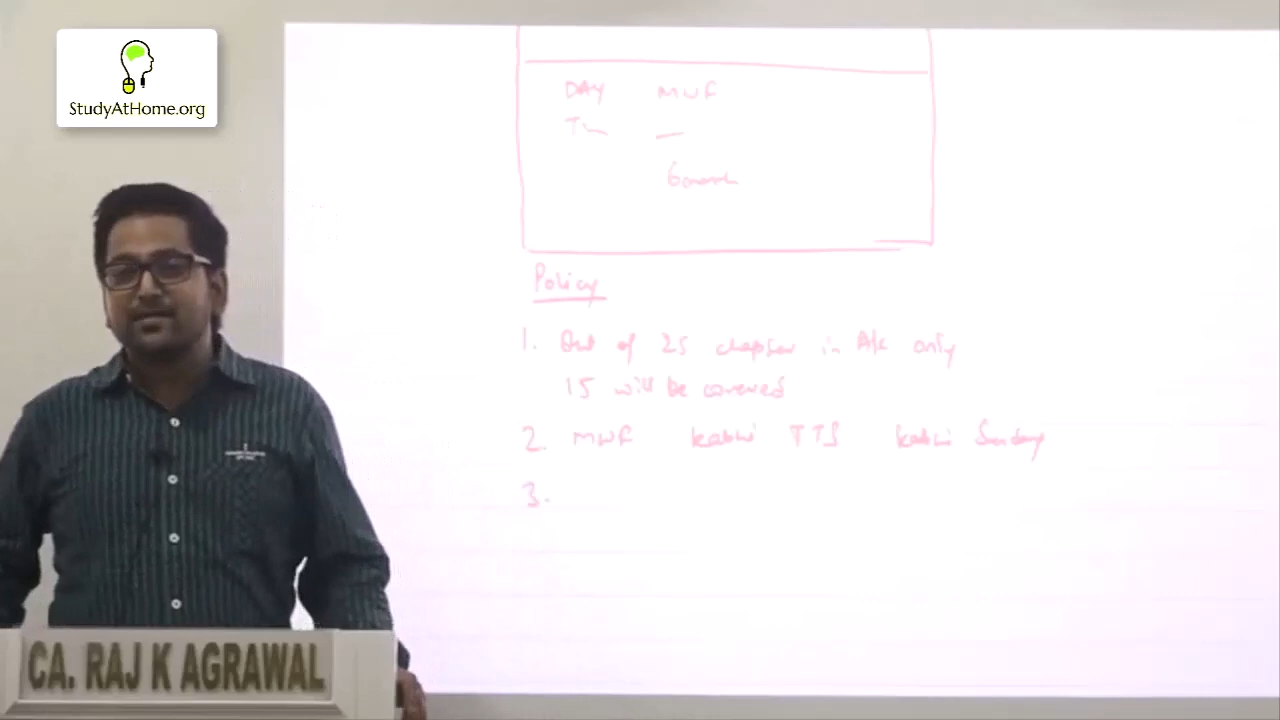 StudyAtHome.org
DAY MWF
Policy
1. Out of 25 chapter in A/c only
15 will be covered
2. MWF kabhi TTS kabhi Sunday
3.
CA. RAJ K AGRAWAL